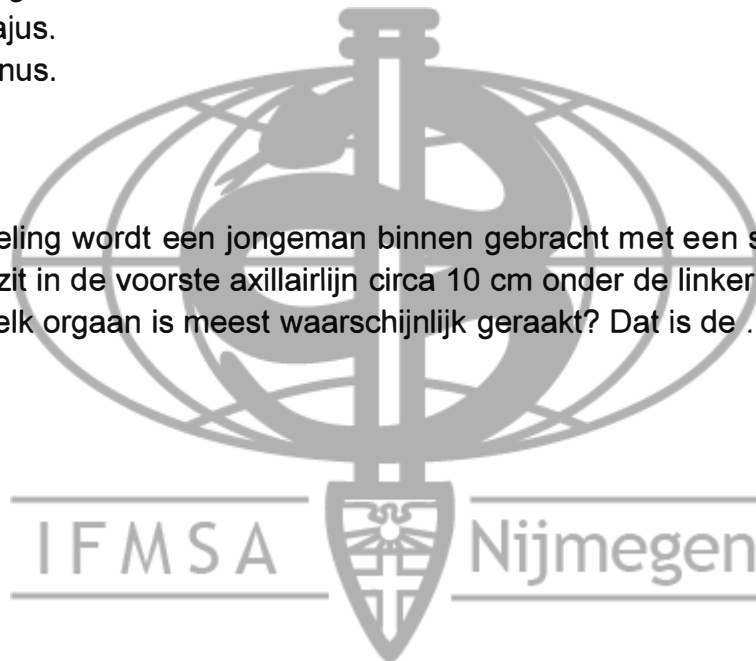 ajus.
nus.
eling wordt een jongeman binnen gebracht met een s
zit in de voorste axillairlijn circa 10 cm onder de linker
elk orgaan is meest waarschijnlijk geraakt? Dat is de .
IFMSA Nijmegen